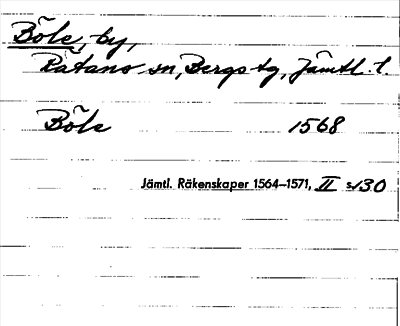 Böle, by,
Rätans sn, Bergs tg, Jämtl. l.
Böle 1568
Jämtl. Räkenskaper 1564–1571, II s. 130